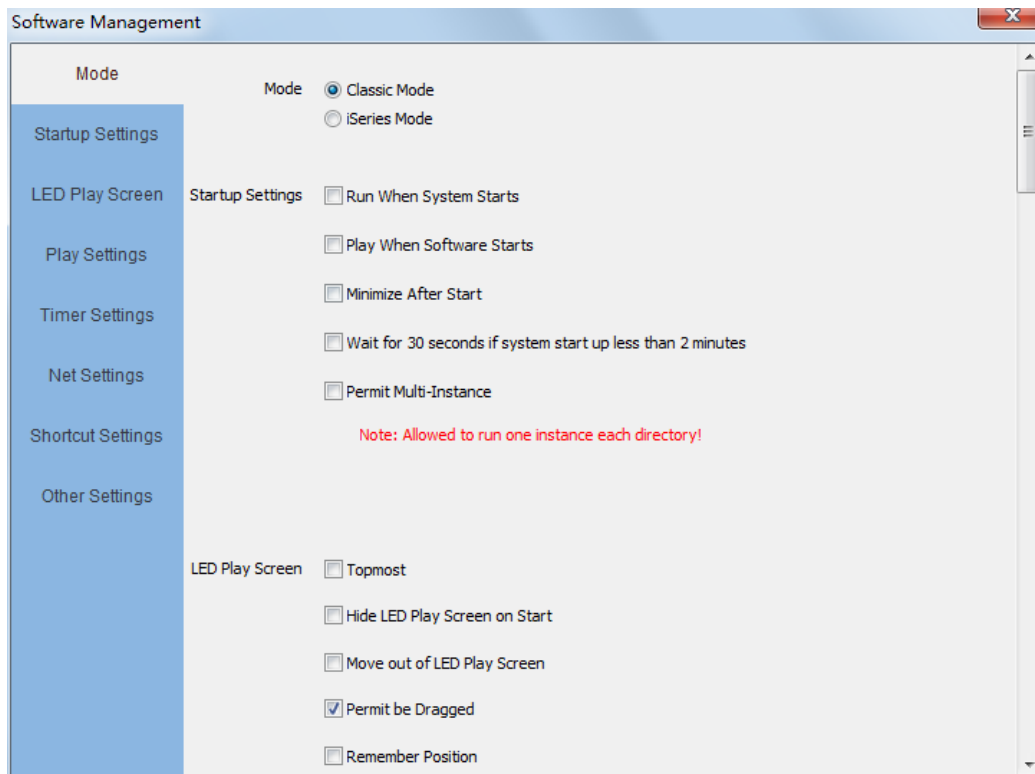 Software Management
Mode
Startup Settings
LED Play Screen
Play Settings
Timer Settings
Net Settings
Shortcut Settings
Other Settings
Mode
Classic Mode
iSeries Mode
Startup Settings
Run When System Starts
Play When Software Starts
Minimize After Start
Wait for 30 seconds if system start up less than 2 minutes
Permit Multi-Instance
Note: Allowed to run one instance each directory!
LED Play Screen
Topmost
Hide LED Play Screen on Start
Move out of LED Play Screen
Permit be Dragged
Remember Position